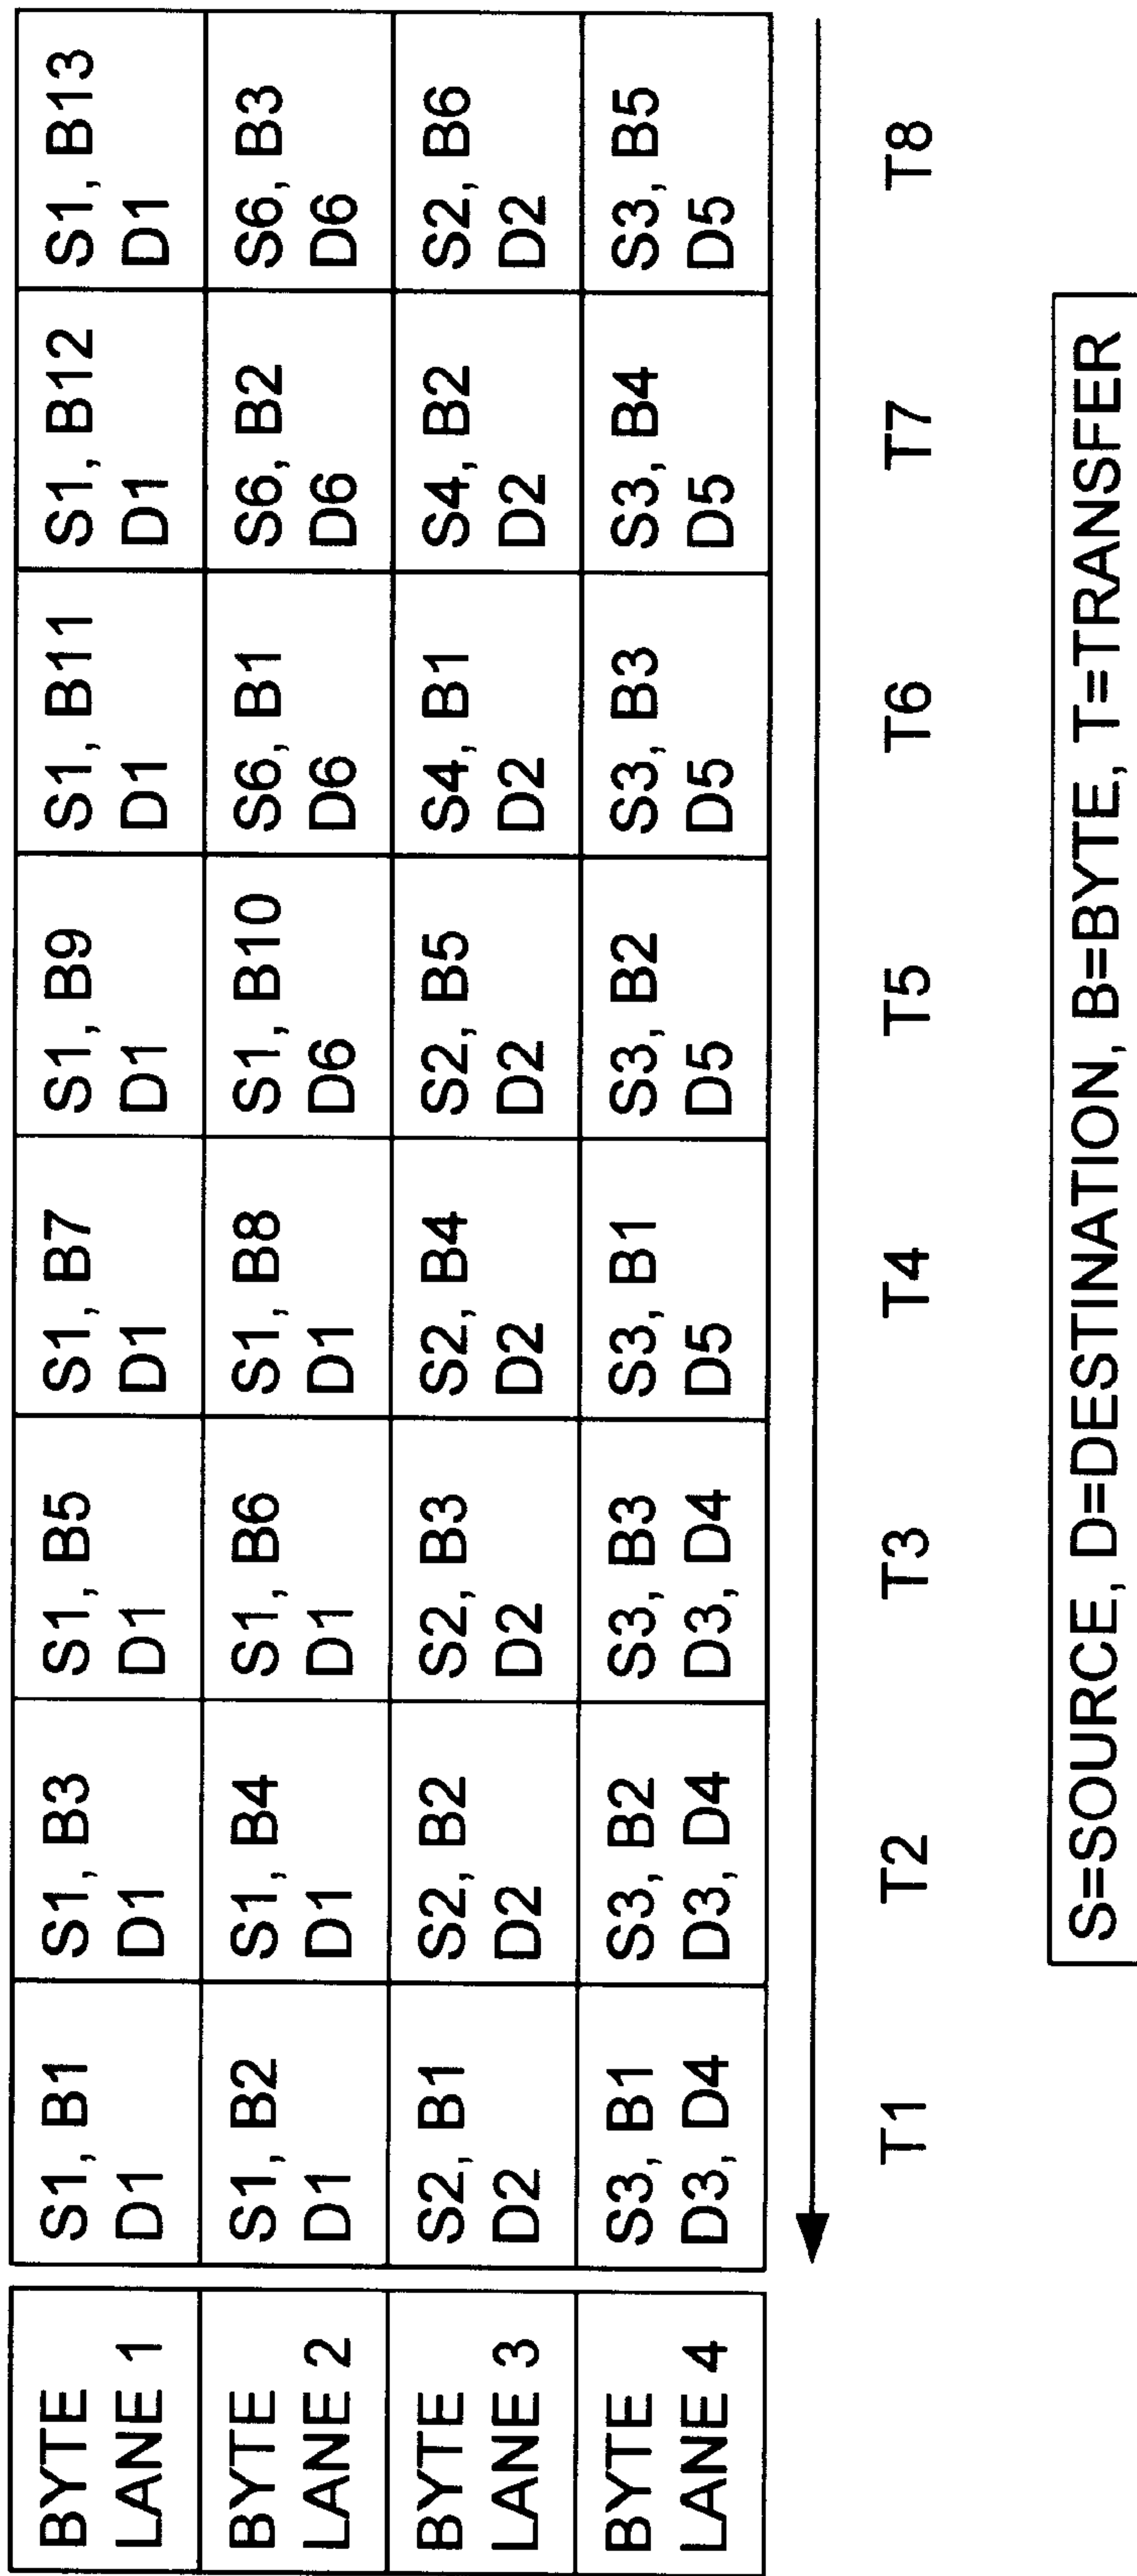 BYTE
LANE 1
S1, B1
D1
S1, B3
D1
S1, B5
D1
S1, B7
D1
S1, B9
D1
S1, B11
D1
S1, B12
D1
S1, B13
D1
BYTE
LANE 2
S1, B2
D1
S1, B4
D1
S1, B6
D1
S1, B8
D1
S1, B10
D6
S6, B1
D6
S6, B2
D6
S6, B3
D6
BYTE
LANE 3
S2, B1
D2
S2, B2
D2
S2, B3
D2
S2, B4
D2
S2, B5
D2
S4, B1
D2
S4, B2
D2
S2, B6
D2
BYTE
LANE 4
S3, B1
D3, D4
S3, B2
D3, D4
S3, B3
D3, D4
S3, B1
D5
S3, B2
D5
S3, B3
D5
S3, B4
D5
S3, B5
D5
T1
T2
T3
T4
T5
T6
T7
T8
S=SOURCE, D=DESTINATION, B=BYTE, T=TRANSFER